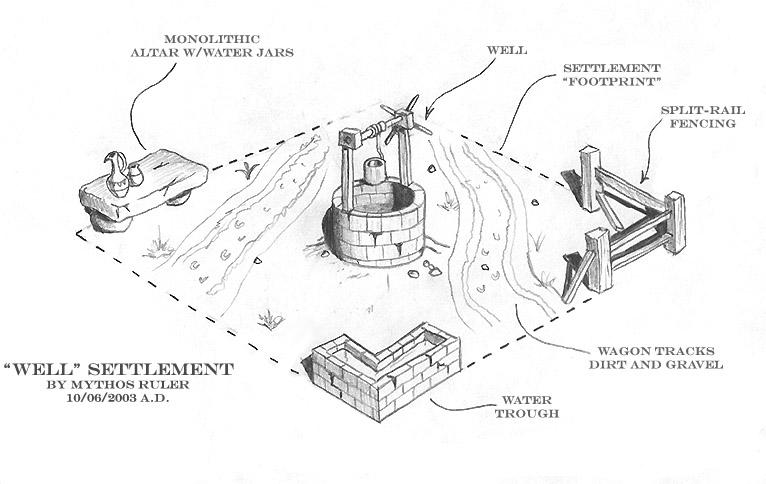 MONOLITHIC
ALTAR W/WATER JARS
WELL
SETTLEMENT
“FOOTPRINT”
SPLIT-RAIL
FENCING
WAGON TRACKS
DIRT AND GRAVEL
WATER
TROUGH
“WELL” SETTLEMENT
BY MYTHOS RULER
10/06/2003 A.D.